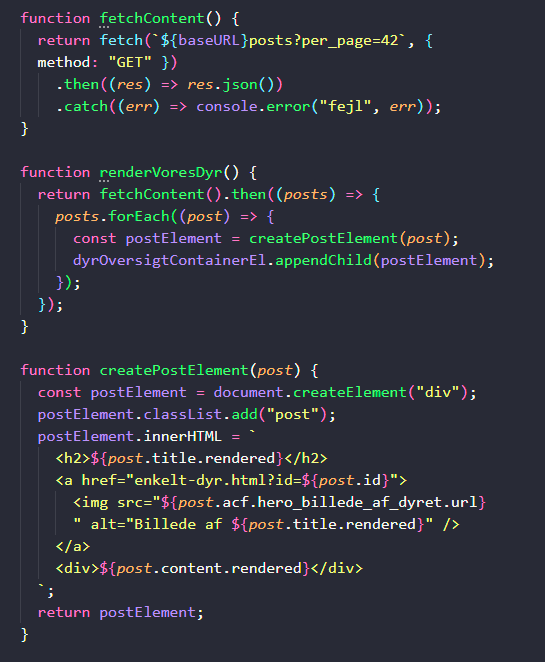 function fetchContent() {
  return fetch(`${baseURL}posts?per_page=42`, {
  method: "GET" })
    .then((res) => res.json())
    .catch((err) => console.error("fejl", err));
}

function renderVoresDyr() {
  return fetchContent().then((posts) => {
    posts.forEach((post) => {
      const postElement = createPostElement(post);
      dyrOversigtContainerEl.appendChild(postElement);
    });
  });
}

function createPostElement(post) {
  const postElement = document.createElement("div");
  postElement.classList.add("post");
  postElement.innerHTML = `
    <h2>${post.title.rendered}</h2>
    <a href="enkelt-dyr.html?id=${post.id}">
      <img src="${post.acf.hero_billede_af_dyret.url}
      " alt="Billede af ${post.title.rendered}" />
    </a>
    <div>${post.content.rendered}</div>
  `;
  return postElement;
}